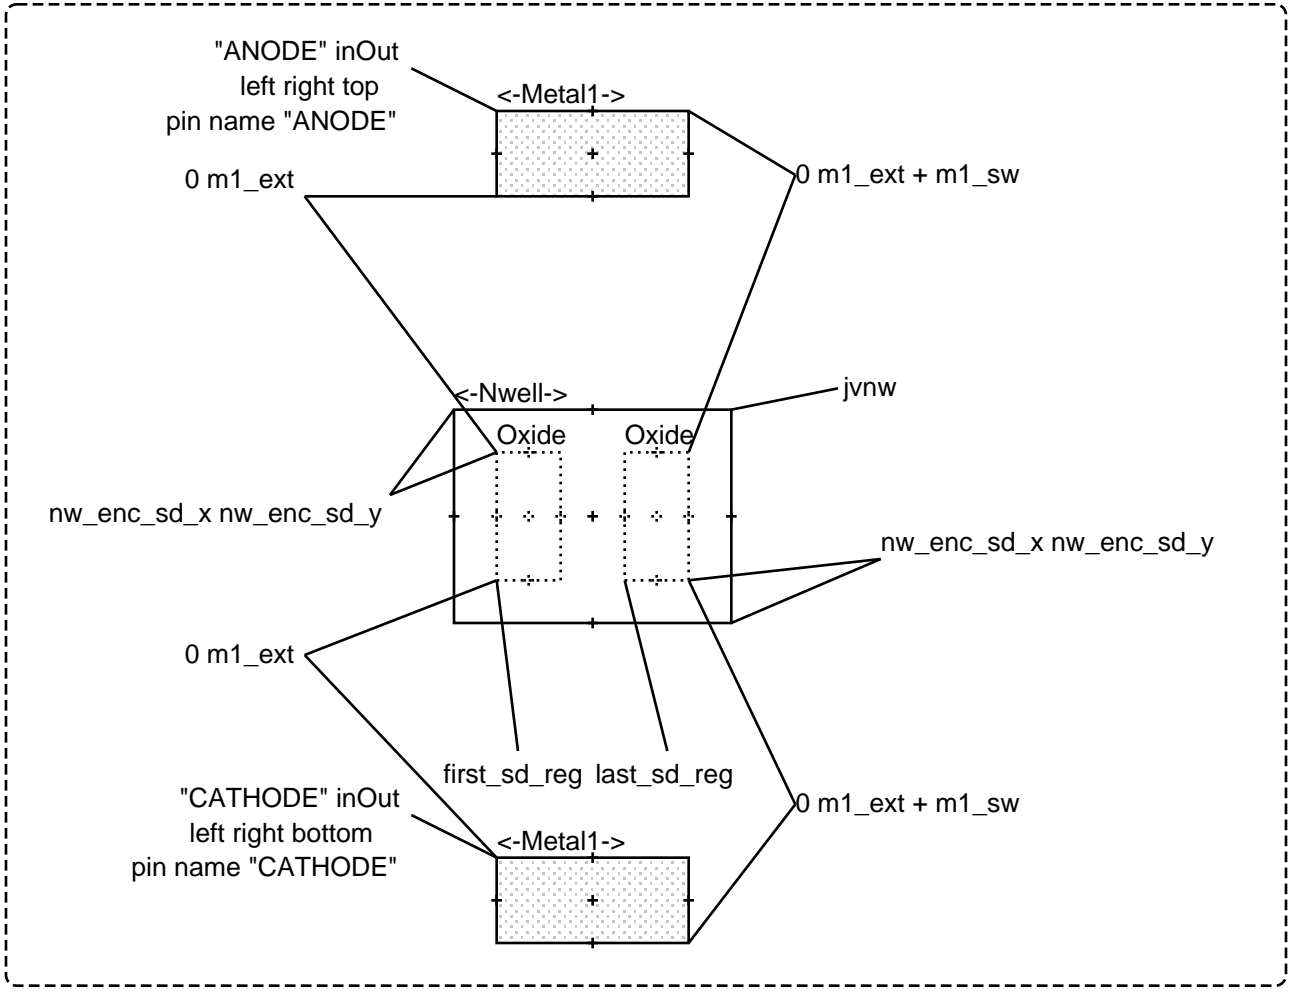 "ANODE" inOut
left right top
pin name "ANODE"
<-Metal1->
0 m1_ext
0 m1_ext + m1_sw
<-Nwell->
jvnw
Oxide
Oxide
nw_enc_sd_x nw_enc_sd_y
nw_enc_sd_x nw_enc_sd_y
0 m1_ext
first_sd_reg
last_sd_reg
"CATHODE" inOut
left right bottom
pin name "CATHODE"
0 m1_ext + m1_sw
<-Metal1->